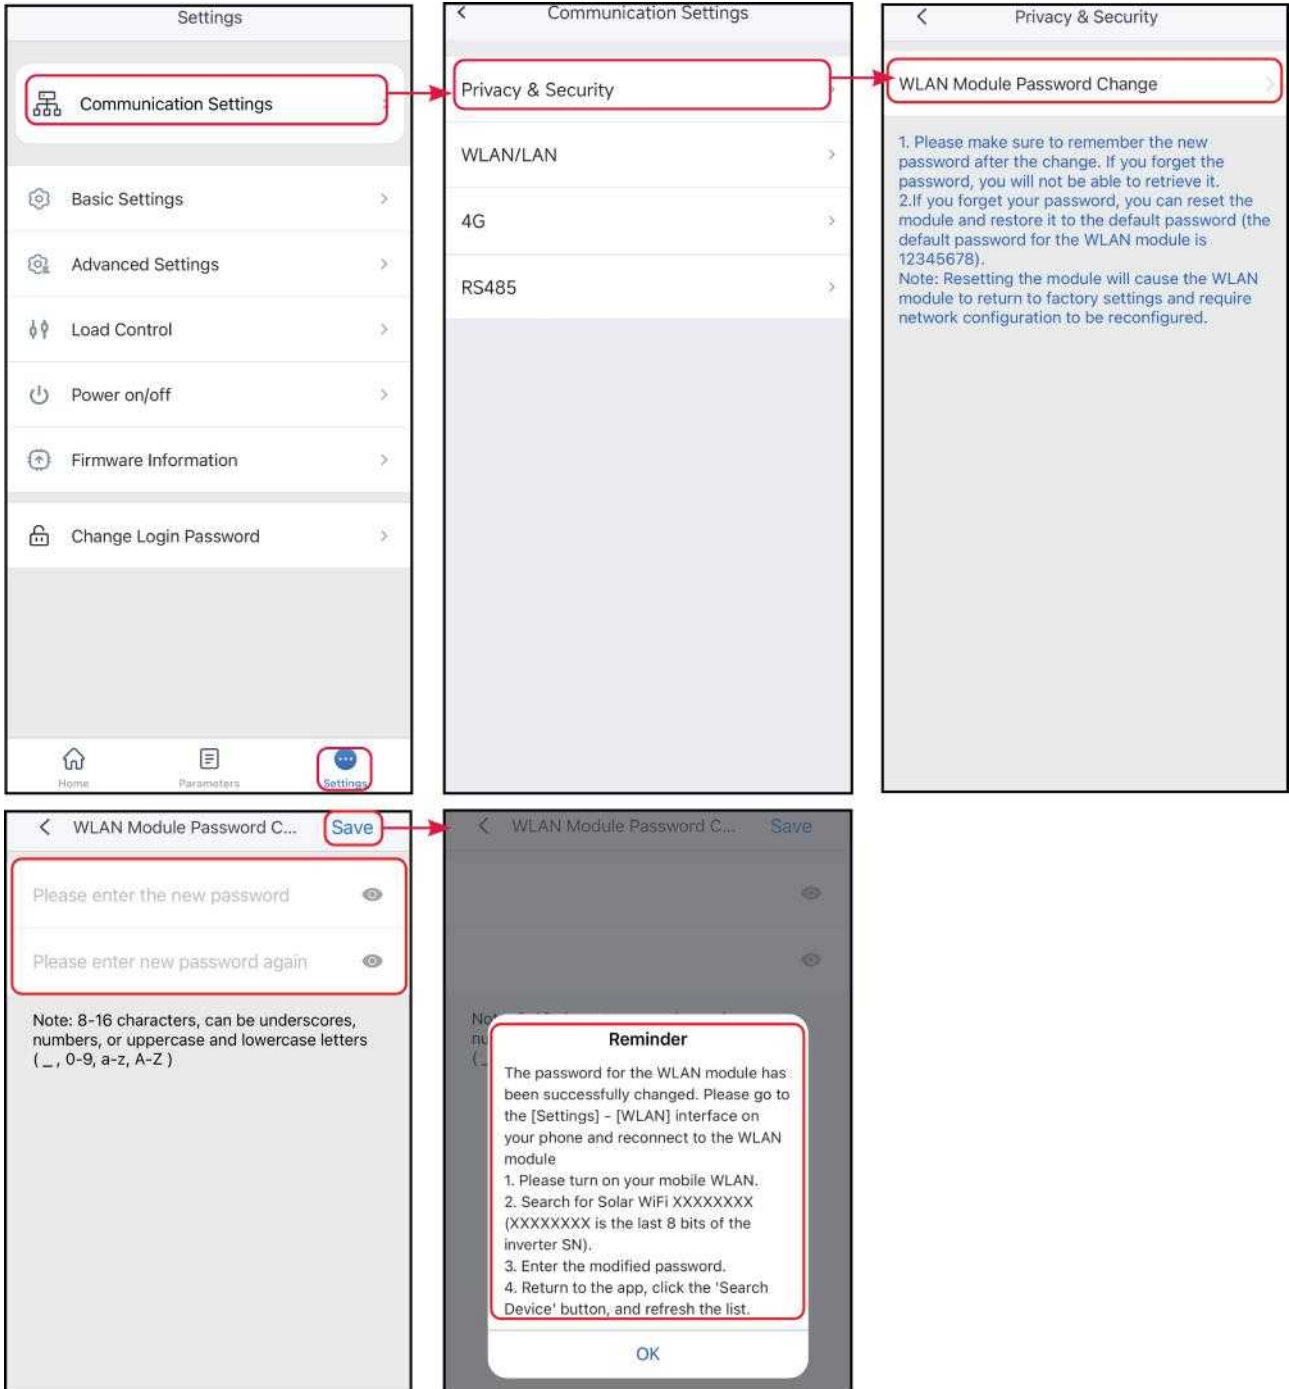 Settings
Communication Settings
Basic Settings
Advanced Settings
Load Control
Power on/off
Firmware Information
Change Login Password
Home
Parameters
Settings
Communication Settings
Privacy & Security
WLAN/LAN
4G
RS485
Privacy & Security
WLAN Module Password Change
1. Please make sure to remember the new
password after the change. If you forget the
password, you will not be able to retrieve it.
2.If you forget your password, you can reset the
module and restore it to the default password (the
default password for the WLAN module is
12345678).
Note: Resetting the module will cause the WLAN
module to return to factory settings and require
network configuration to be reconfigured.
WLAN Module Password C...
Save
Please enter the new password
Please enter new password again
Note: 8-16 characters, can be underscores,
numbers, or uppercase and lowercase letters
( _ , 0-9, a-z, A-Z )
WLAN Module Password C...
Save
Reminder
The password for the WLAN module has
been successfully changed. Please go to
the [Settings] - [WLAN] interface on
your phone and reconnect to the WLAN
module
1. Please turn on your mobile WLAN.
2. Search for Solar WiFi XXXXXXXX
(XXXXXXXX is the last 8 bits of the
inverter SN).
3. Enter the modified password.
4. Return to the app, click the 'Search
Device' button, and refresh the list.
OK